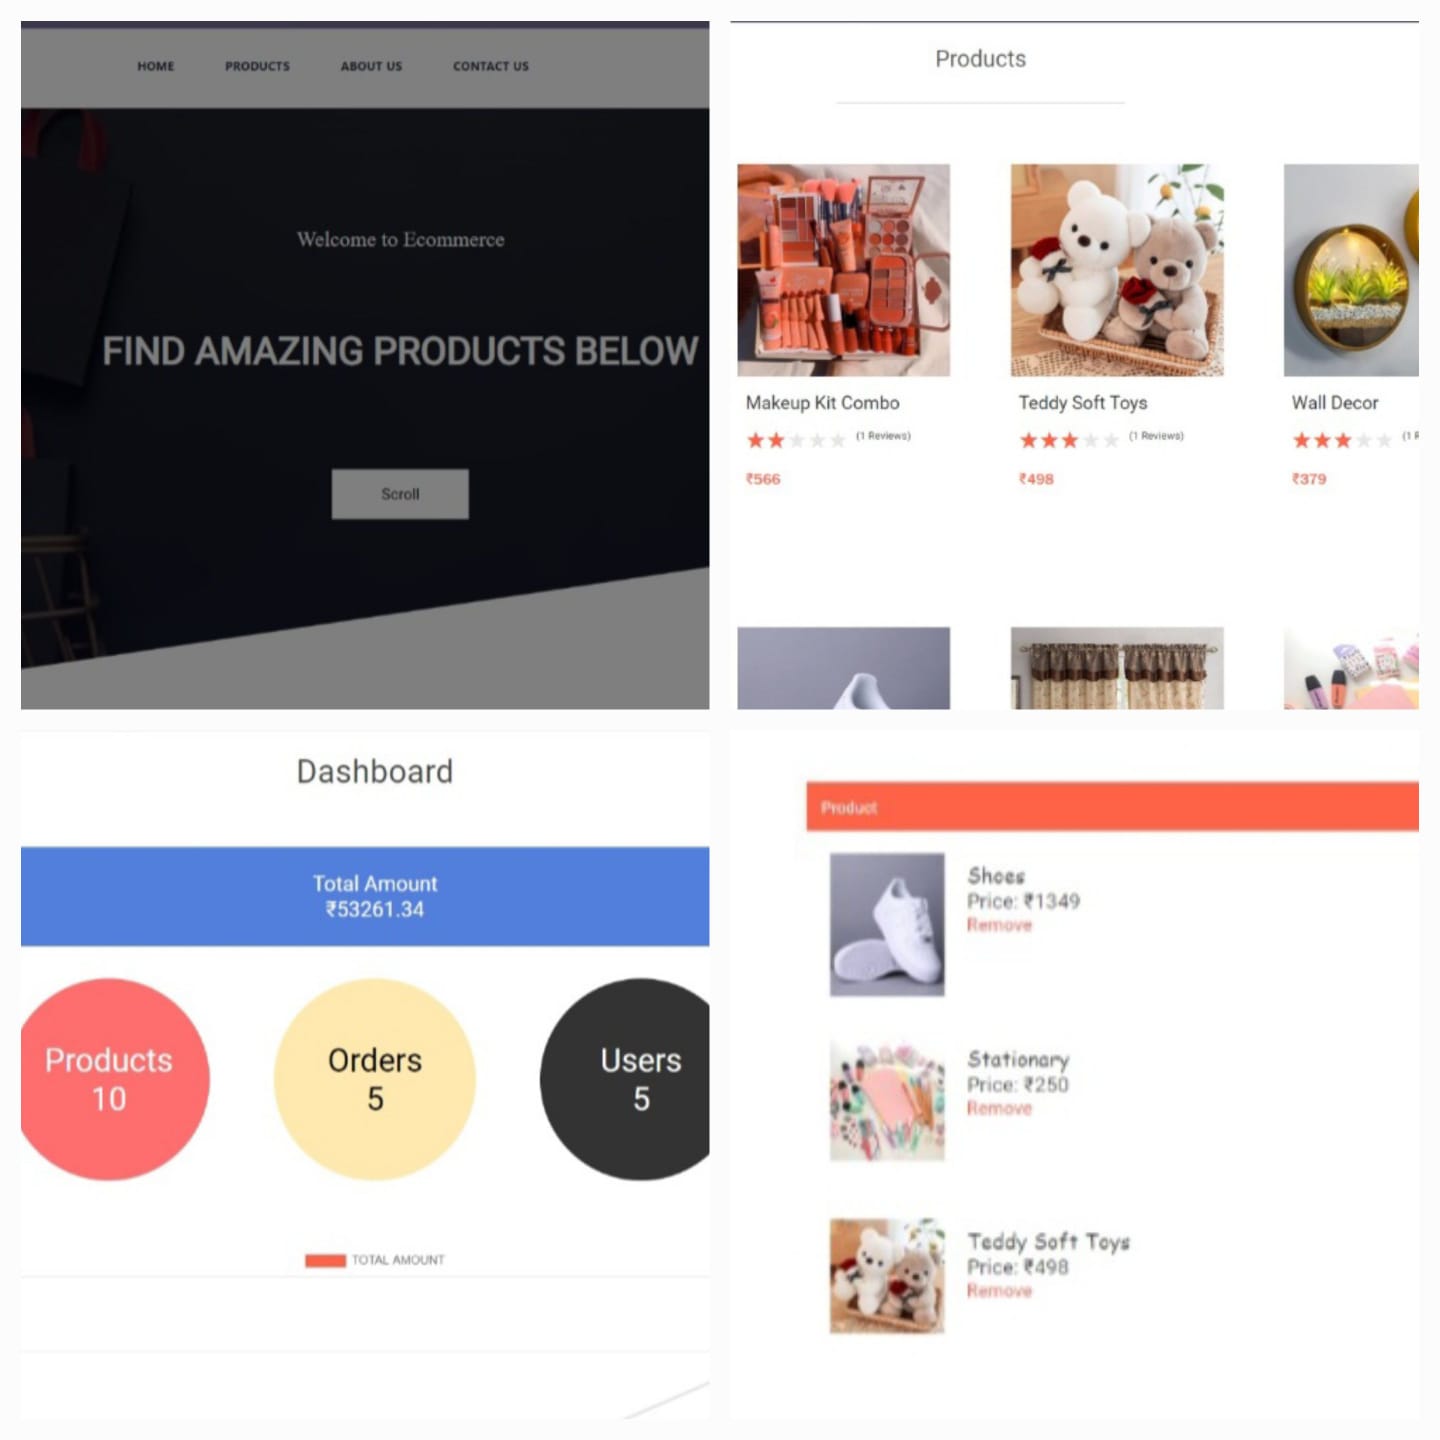 HOME PRODUCTS ABOUT US CONTACT US
Welcome to Ecommerce
FIND AMAZING PRODUCTS BELOW
Scroll
Products
Makeup Kit Combo
(1 Reviews)
₹566
Teddy Soft Toys
(1 Reviews)
₹498
Wall Decor
(1 R
₹379
Dashboard
Total Amount
₹53261.34
Products
10
Orders
5
Users
5
TOTAL AMOUNT
Product
Shoes
Price: ₹1349
Remove
Stationary
Price: ₹250
Remove
Teddy Soft Toys
Price: ₹498
Remove